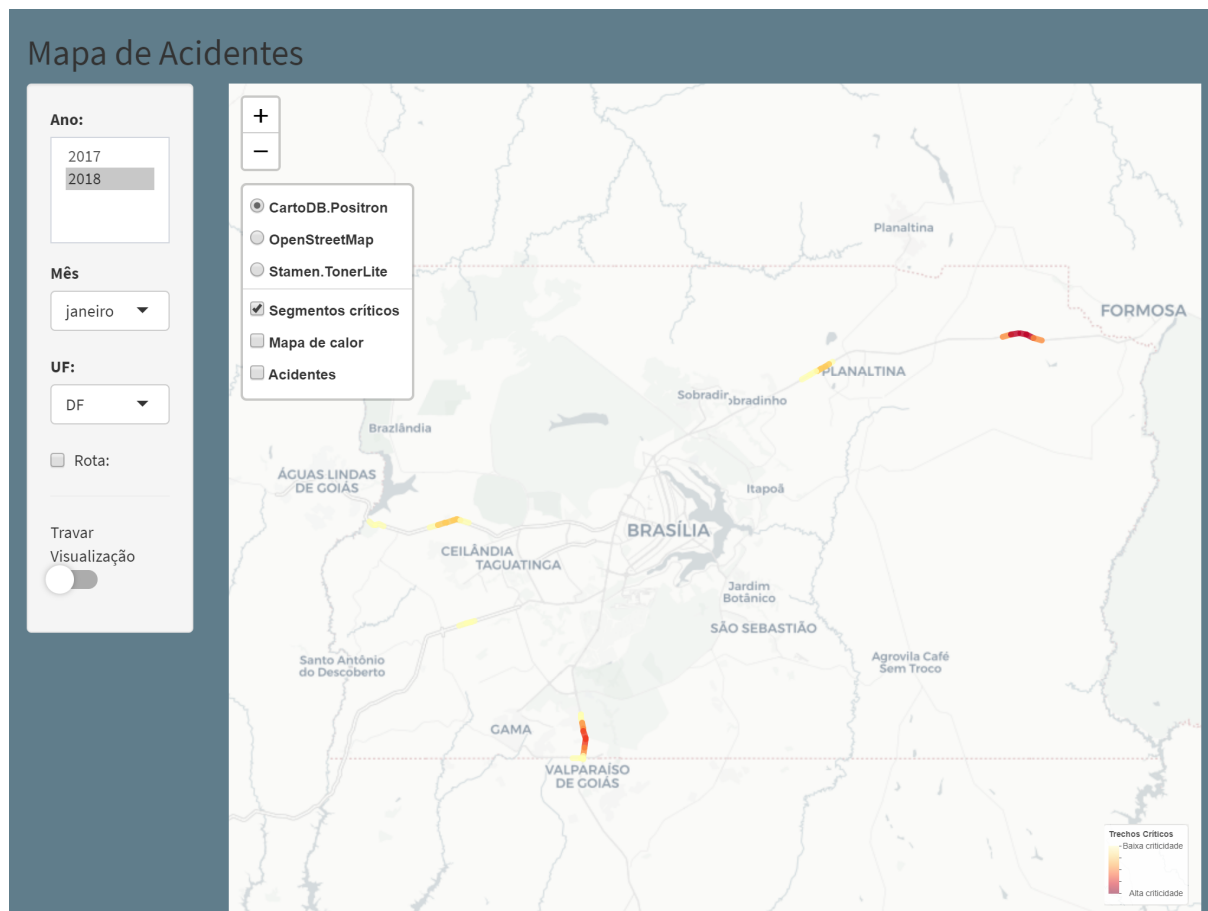 Mapa de Acidentes
Ano:
2017
2018
Mês
janeiro
UF:
DF
Rota:
Travar
Visualização
+
−
CartoDB.Positron
OpenStreetMap
Stamen.TonerLite
Segmentos críticos
Mapa de calor
Acidentes
Planaltina
FORMOSA
PLANALTINA
Sobradin
obradinho
Brazlândia
ÁGUAS LINDAS
DE GOIÁS
Itapoã
BRASÍLIA
CEILÂNDIA
TAGUATINGA
Jardim
Botânico
SÃO SEBASTIÃO
Santo Antônio
do Descoberto
Agrovila Café
Sem Troco
GAMA
VALPARAÍSO
DE GOIÁS
Trechos Críticos
Baixa criticidade
Alta criticidade